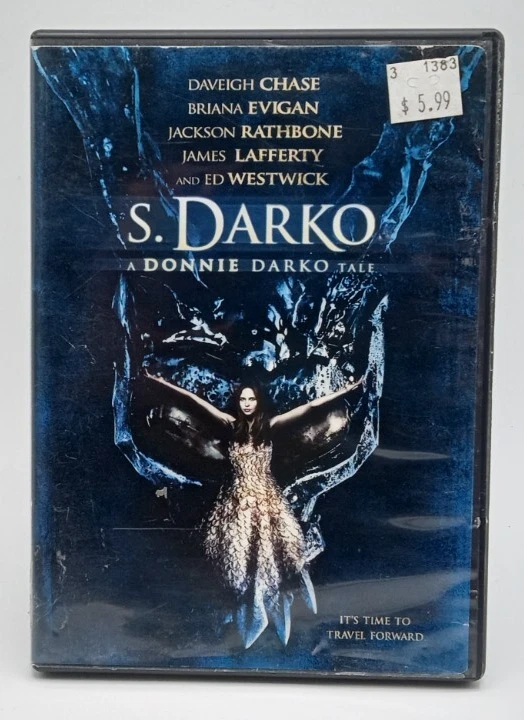 3 1383
$ 5.99
DAVEIGH CHASE
BRIANA EVIGAN
JACKSON RATHBONE
JAMES LAFFERTY
AND ED WESTWICK
S. DARKO
A DONNIE DARKO TALE
IT'S TIME TO
TRAVEL FORWARD